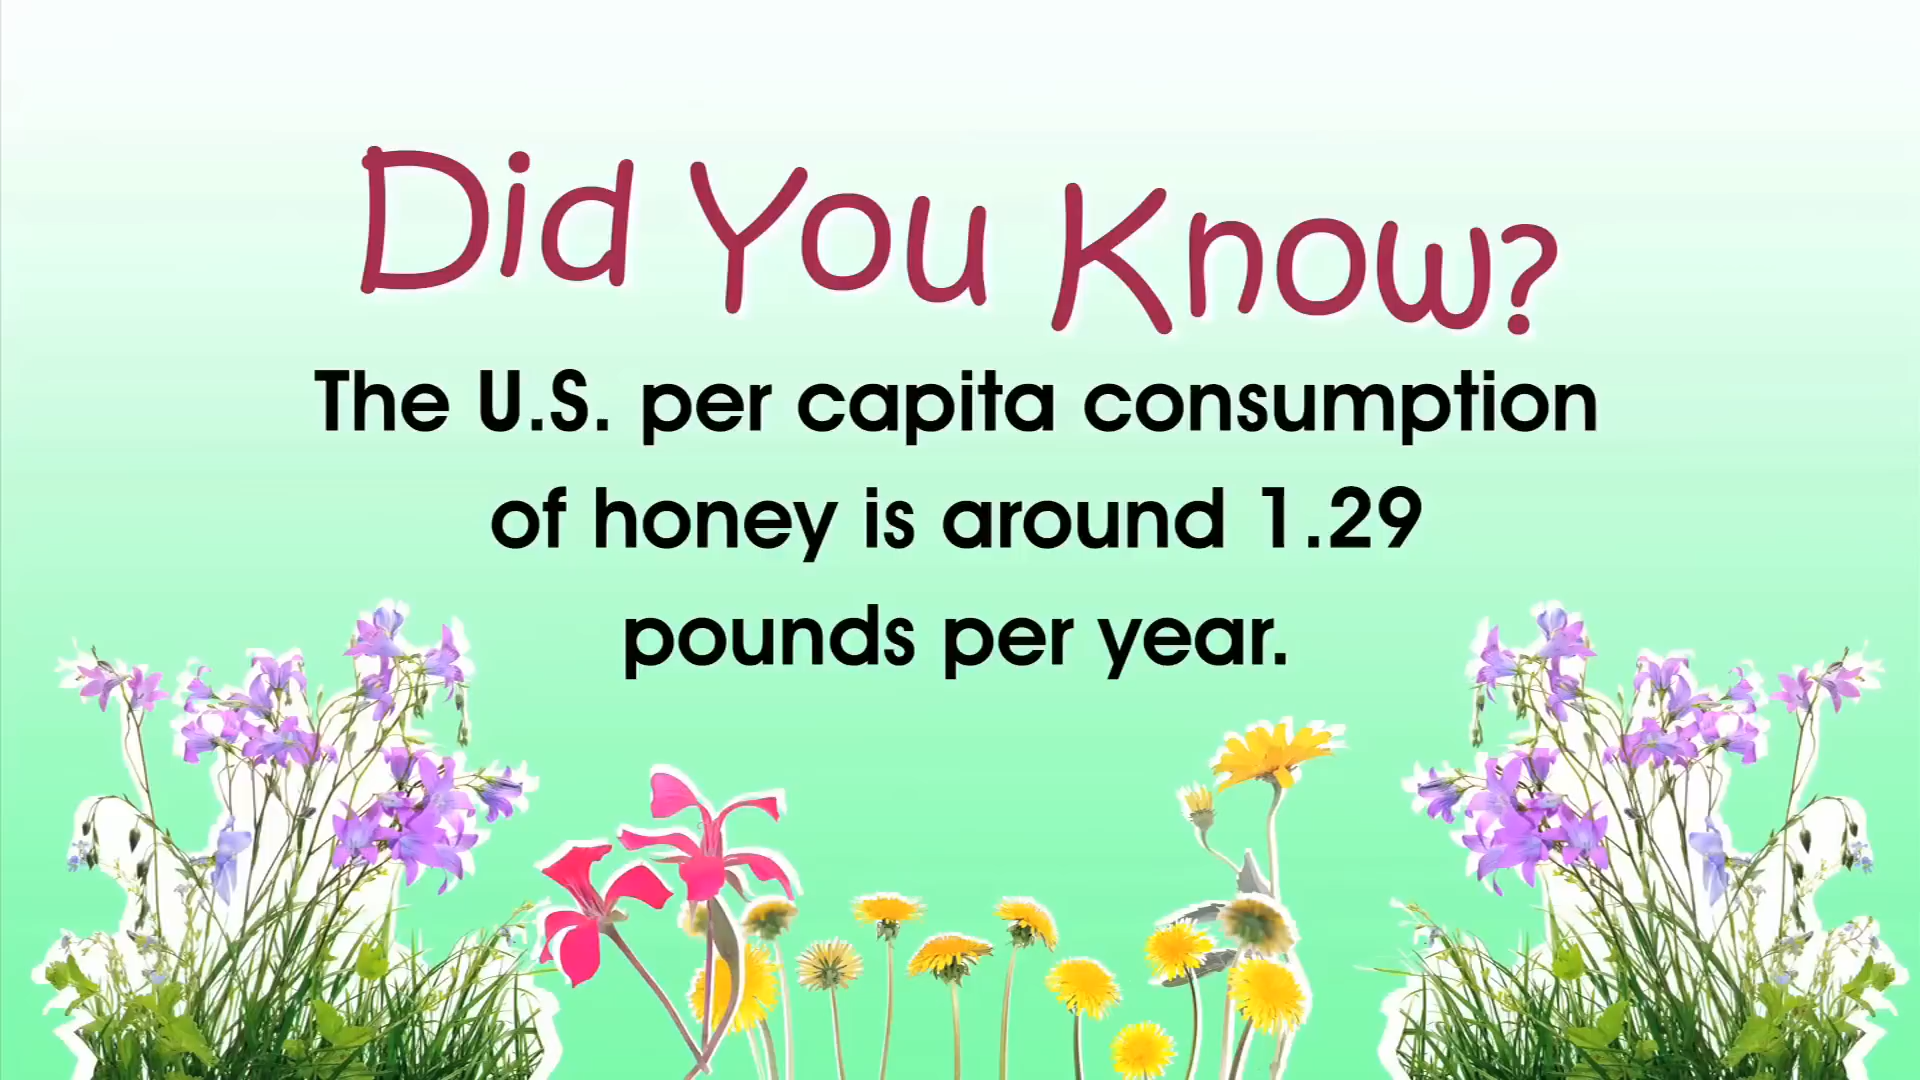 Did You Know?
The U.S. per capita consumption
of honey is around 1.29
pounds per year.